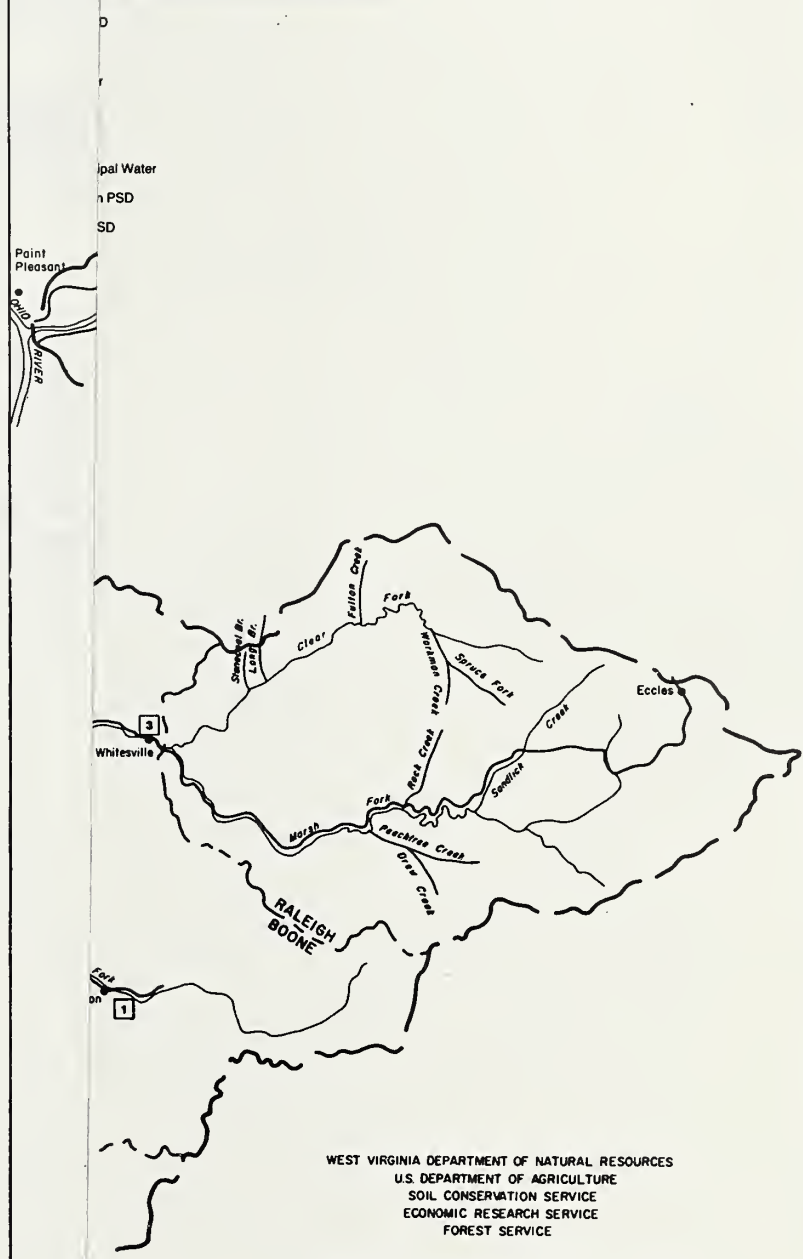 D
r
ipal Water
n PSD
SD
Paint
Pleasant
OHIO
RIVER
Stonecoal Br.
Long Br.
Clear
Fulton Creek
Fork
Workman Creek
Spruce Fork
Eccles
3
Whitesville
Rock Creek
Creek
Sandlick
Marsh
Fork
Peachtree Creek
Drew Creek
RALEIGH
BOONE
Fork
on
1
WEST VIRGINIA DEPARTMENT OF NATURAL RESOURCES
U.S. DEPARTMENT OF AGRICULTURE
SOIL CONSERVATION SERVICE
ECONOMIC RESEARCH SERVICE
FOREST SERVICE